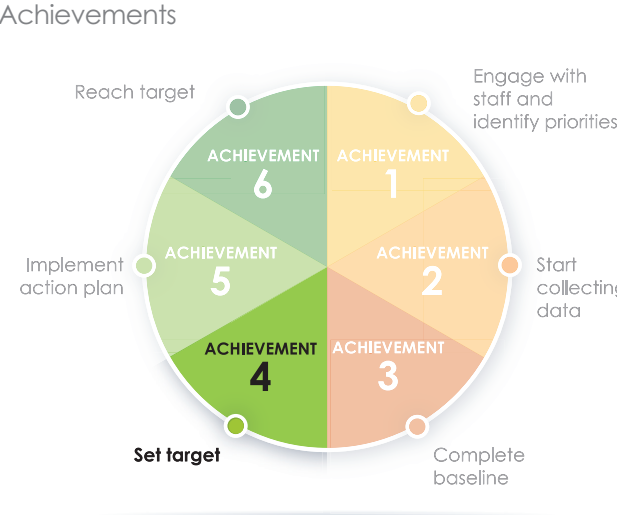 Achievements
Engage with
staff and
identify priorities
ACHIEVEMENT
1
Start
collecting
data
ACHIEVEMENT
2
Complete
baseline
ACHIEVEMENT
3
Set target
ACHIEVEMENT
4
Implement
action plan
ACHIEVEMENT
5
Reach target
ACHIEVEMENT
6